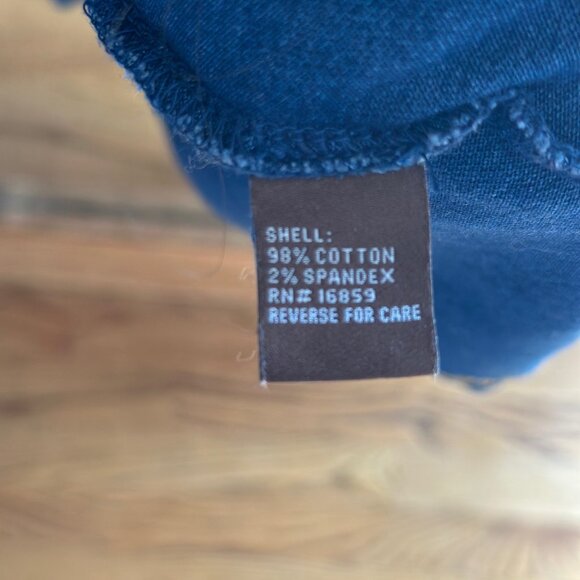 SHELL:
98% COTTON
2% SPANDEX
RN# 16859
REVERSE FOR CARE